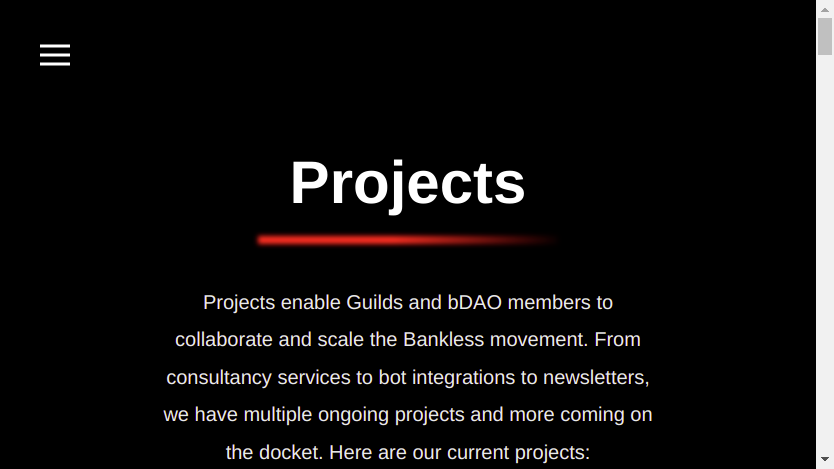 Projects
Projects enable Guilds and bDAO members to
collaborate and scale the Bankless movement. From
consultancy services to bot integrations to newsletters,
we have multiple ongoing projects and more coming on
the docket. Here are our current projects: